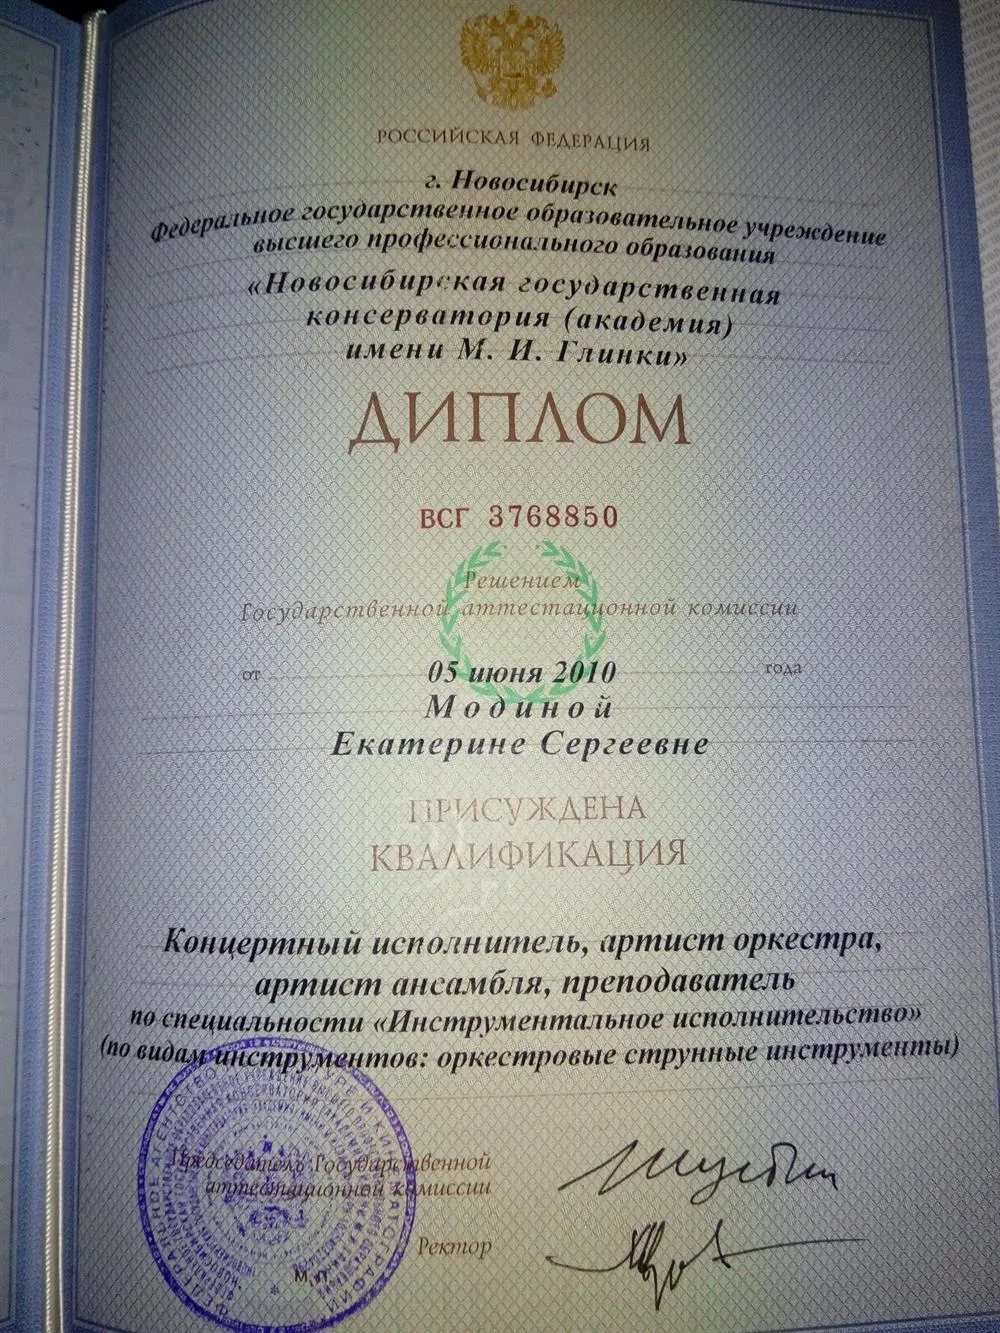 РОССИЙСКАЯ ФЕДЕРАЦИЯ
г. Новосибирск
Федеральное государственное образовательное учреждение
высшего профессионального образования
«Новосибирская государственная
консерватория (академия)
имени М. И. Глинки»
ДИПЛОМ
ВСГ 3768850
Решением
Государственной аттестационной комиссии
от 05 июня 2010 года
Модиной
Екатерине Сергеевне
ПРИСУЖДЕНА
КВАЛИФИКАЦИЯ
Концертный исполнитель, артист оркестра,
артист ансамбля, преподаватель
по специальности «Инструментальное исполнительство»
(по видам инструментов: оркестровые струнные инструменты)
Председатель Государственной
аттестационной комиссии
Ректор
М.П.